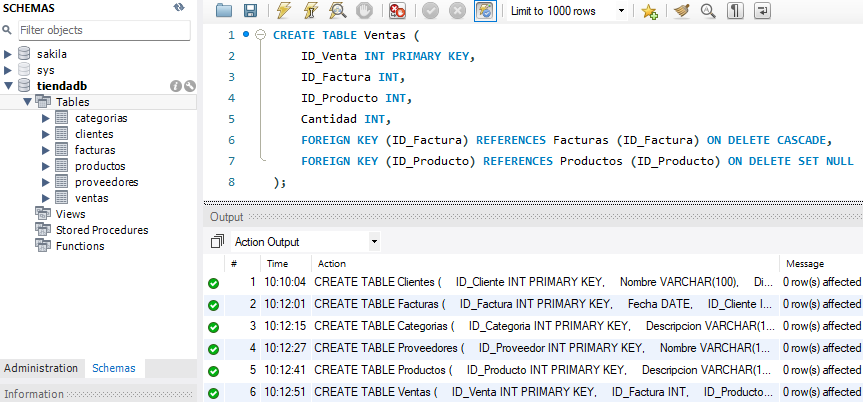 SCHEMAS
Filter objects
sakila
sys
tiendadb
Tables
categorias
clientes
facturas
productos
proveedores
ventas
Views
Stored Procedures
Functions
Administration Schemas
Information
Limit to 1000 rows
1 CREATE TABLE Ventas (
2 ID_Venta INT PRIMARY KEY,
3 ID_Factura INT,
4 ID_Producto INT,
5 Cantidad INT,
6 FOREIGN KEY (ID_Factura) REFERENCES Facturas (ID_Factura) ON DELETE CASCADE,
7 FOREIGN KEY (ID_Producto) REFERENCES Productos (ID_Producto) ON DELETE SET NULL
8 );
Output
Action Output
# Time Action Message
1 10:10:04 CREATE TABLE Clientes ( ID_Cliente INT PRIMARY KEY, Nombre VARCHAR(100), Di... 0 row(s) affected
2 10:12:01 CREATE TABLE Facturas ( ID_Factura INT PRIMARY KEY, Fecha DATE, ID_Cliente I... 0 row(s) affected
3 10:12:15 CREATE TABLE Categorias ( ID_Categoria INT PRIMARY KEY, Descripcion VARCHAR(1... 0 row(s) affected
4 10:12:27 CREATE TABLE Proveedores ( ID_Proveedor INT PRIMARY KEY, Nombre VARCHAR(1... 0 row(s) affected
5 10:12:41 CREATE TABLE Productos ( ID_Producto INT PRIMARY KEY, Descripcion VARCHAR(1... 0 row(s) affected
6 10:12:51 CREATE TABLE Ventas ( ID_Venta INT PRIMARY KEY, ID_Factura INT, ID_Producto... 0 row(s) affected